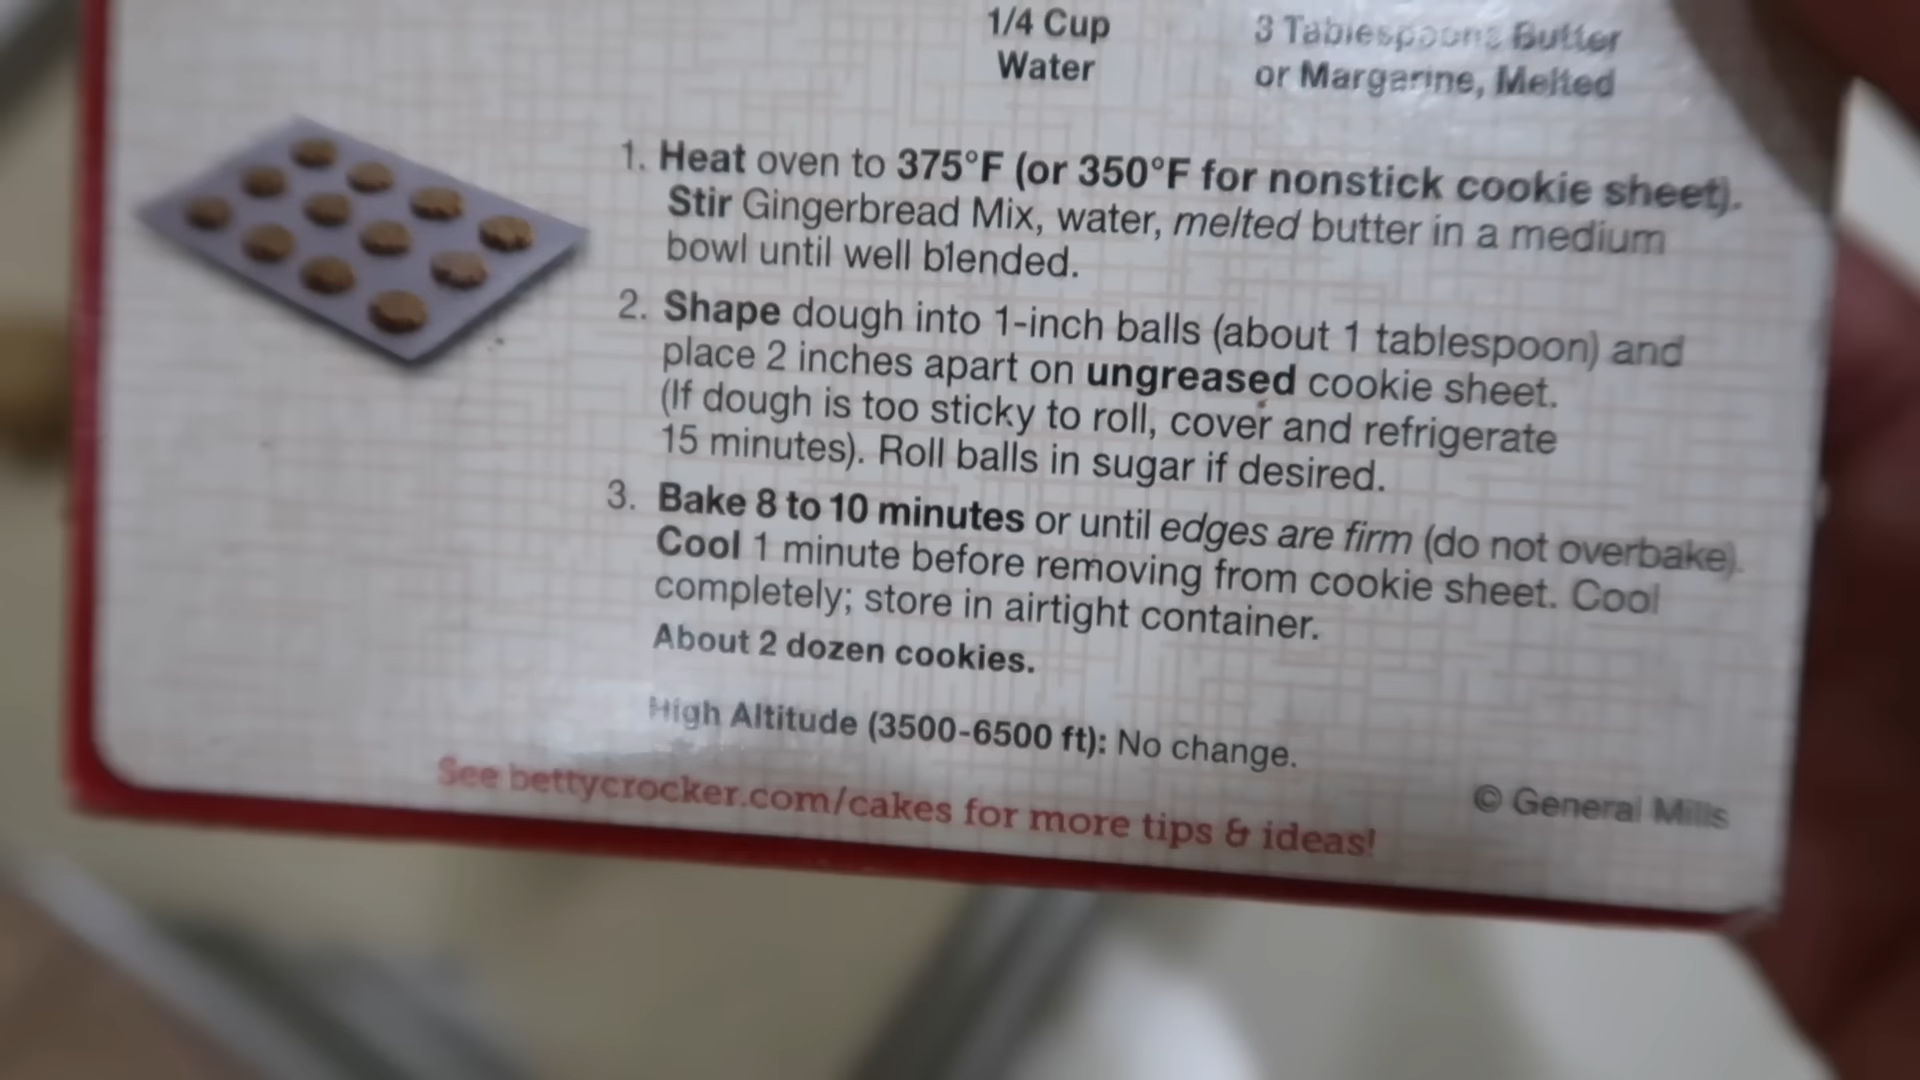 1/4 Cup
Water
3 Tablespoons Butter
or Margarine, Melted
1. Heat oven to 375°F (or 350°F for nonstick cookie sheet).
Stir Gingerbread Mix, water, melted butter in a medium
bowl until well blended.
2. Shape dough into 1-inch balls (about 1 tablespoon) and
place 2 inches apart on ungreased cookie sheet.
(If dough is too sticky to roll, cover and refrigerate
15 minutes). Roll balls in sugar if desired.
3. Bake 8 to 10 minutes or until edges are firm (do not overbake).
Cool 1 minute before removing from cookie sheet. Cool
completely; store in airtight container.
About 2 dozen cookies.
High Altitude (3500-6500 ft): No change.
See bettycrocker.com/cakes for more tips & ideas!
© General Mills